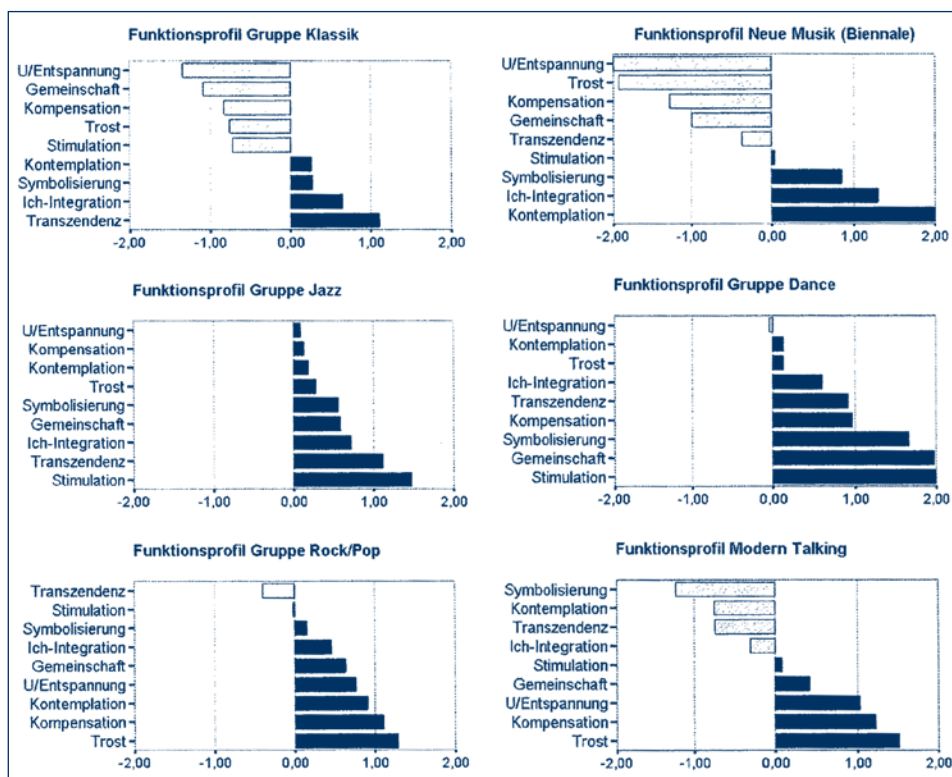 Funktionsprofil Gruppe Klassik
U/Entspannung
Gemeinschaft
Kompensation
Trost
Stimulation
Kontemplation
Symbolisierung
Ich-Integration
Transzendenz
-2,00 -1,00 0,00 1,00 2,00
Funktionsprofil Neue Musik (Biennale)
U/Entspannung
Trost
Kompensation
Gemeinschaft
Transzendenz
Stimulation
Symbolisierung
Ich-Integration
Kontemplation
-2,00 -1,00 0,00 1,00 2,00
Funktionsprofil Gruppe Jazz
U/Entspannung
Kompensation
Kontemplation
Trost
Symbolisierung
Gemeinschaft
Ich-Integration
Transzendenz
Stimulation
-2,00 -1,00 0,00 1,00 2,00
Funktionsprofil Gruppe Dance
U/Entspannung
Kontemplation
Trost
Ich-Integration
Transzendenz
Kompensation
Symbolisierung
Gemeinschaft
Stimulation
-2,00 -1,00 0,00 1,00 2,00
Funktionsprofil Gruppe Rock/Pop
Transzendenz
Stimulation
Symbolisierung
Ich-Integration
Gemeinschaft
U/Entspannung
Kontemplation
Kompensation
Trost
-2,00 -1,00 0,00 1,00 2,00
Funktionsprofil Modern Talking
Symbolisierung
Kontemplation
Transzendenz
Ich-Integration
Stimulation
Gemeinschaft
U/Entspannung
Kompensation
Trost
-2,00 -1,00 0,00 1,00 2,00